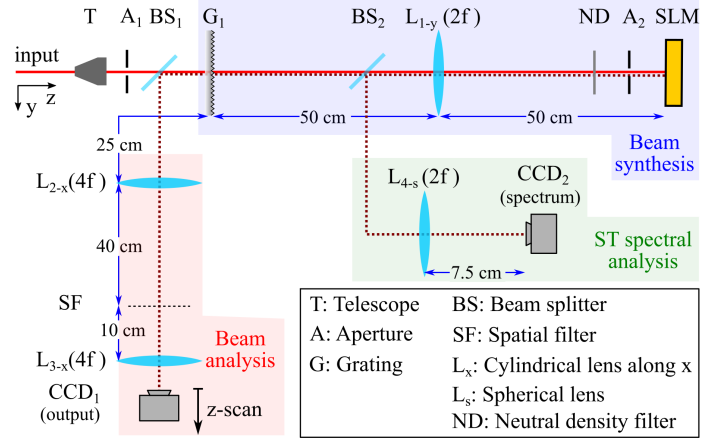 T A₁ BS₁ G₁ BS₂ L₁₋y (2f) ND A₂ SLM
input
z
y
50 cm 50 cm
25 cm
Beam
synthesis
L₂₋ₓ(4f)
L₄₋ₛ(2f)
CCD₂
(spectrum)
40 cm
ST spectral
analysis
7.5 cm
SF
10 cm
Beam
analysis
L₃₋ₓ(4f)
CCD₁
(output)
z-scan
T: Telescope BS: Beam splitter
A: Aperture SF: Spatial filter
G: Grating Lₓ: Cylindrical lens along x
Lₛ: Spherical lens
ND: Neutral density filter